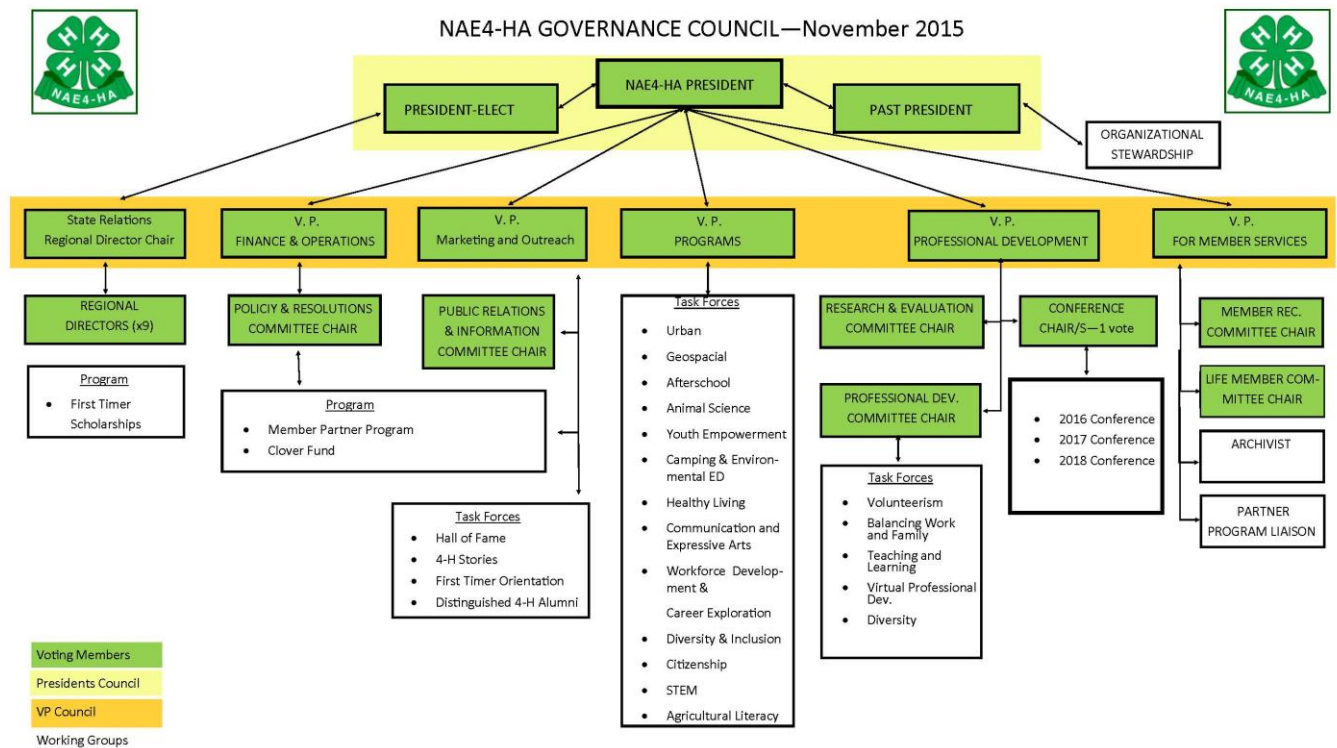 NAE4-HA GOVERNANCE COUNCIL—November 2015
H H H H
NAE4-HA
H H H H
NAE4-HA
NAE4-HA PRESIDENT
PRESIDENT-ELECT
PAST PRESIDENT
ORGANIZATIONAL
STEWARDSHIP
State Relations
Regional Director Chair
V. P.
FINANCE & OPERATIONS
V. P.
Marketing and Outreach
V. P.
PROGRAMS
V. P.
PROFESSIONAL DEVELOPMENT
V. P.
FOR MEMBER SERVICES
REGIONAL
DIRECTORS (x9)
Program
• First Timer
Scholarships
POLICIY & RESOLUTIONS
COMMITTEE CHAIR
Program
• Member Partner Program
• Clover Fund
PUBLIC RELATIONS
& INFORMATION
COMMITTEE CHAIR
Task Forces
• Hall of Fame
• 4-H Stories
• First Timer Orientation
• Distinguished 4-H Alumni
Task Forces
• Urban
• Geospacial
• Afterschool
• Animal Science
• Youth Empowerment
• Camping & Environ-
mental ED
• Healthy Living
• Communication and
Expressive Arts
• Workforce Develop-
ment &
Career Exploration
• Diversity & Inclusion
• Citizenship
• STEM
• Agricultural Literacy
RESEARCH & EVALUATION
COMMITTEE CHAIR
PROFESSIONAL DEV.
COMMITTEE CHAIR
Task Forces
• Volunteerism
• Balancing Work
and Family
• Teaching and
Learning
• Virtual Professional
Dev.
• Diversity
CONFERENCE
CHAIR/S—1 vote
• 2016 Conference
• 2017 Conference
• 2018 Conference
MEMBER REC.
COMMITTEE CHAIR
LIFE MEMBER COM-
MITTEE CHAIR
ARCHIVIST
PARTNER
PROGRAM LIAISON
Voting Members
Presidents Council
VP Council
Working Groups